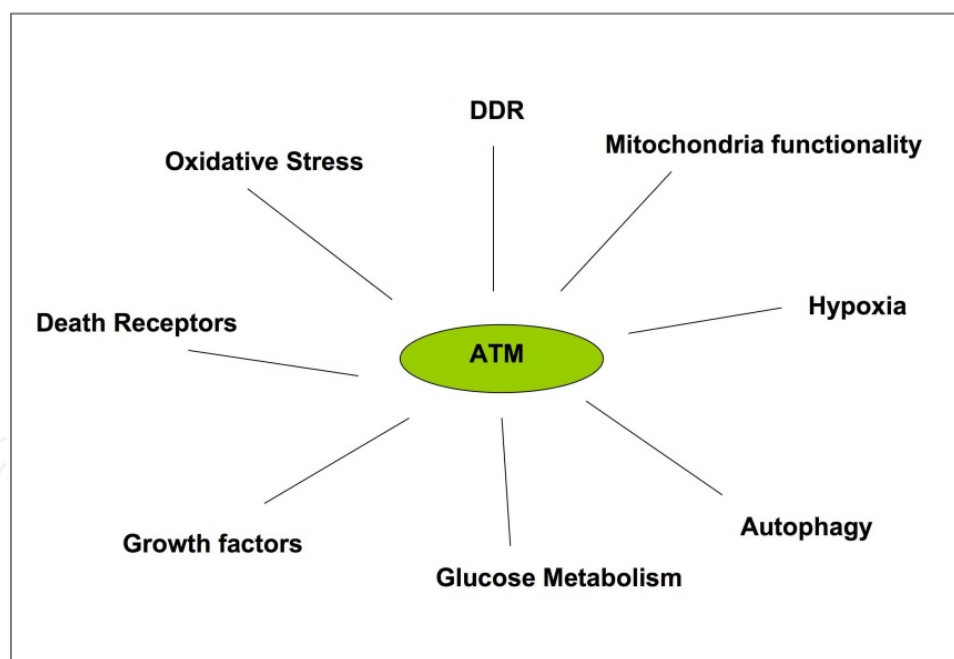 DDR
Mitochondria functionality
Oxidative Stress
Hypoxia
Death Receptors
ATM
Autophagy
Growth factors
Glucose Metabolism